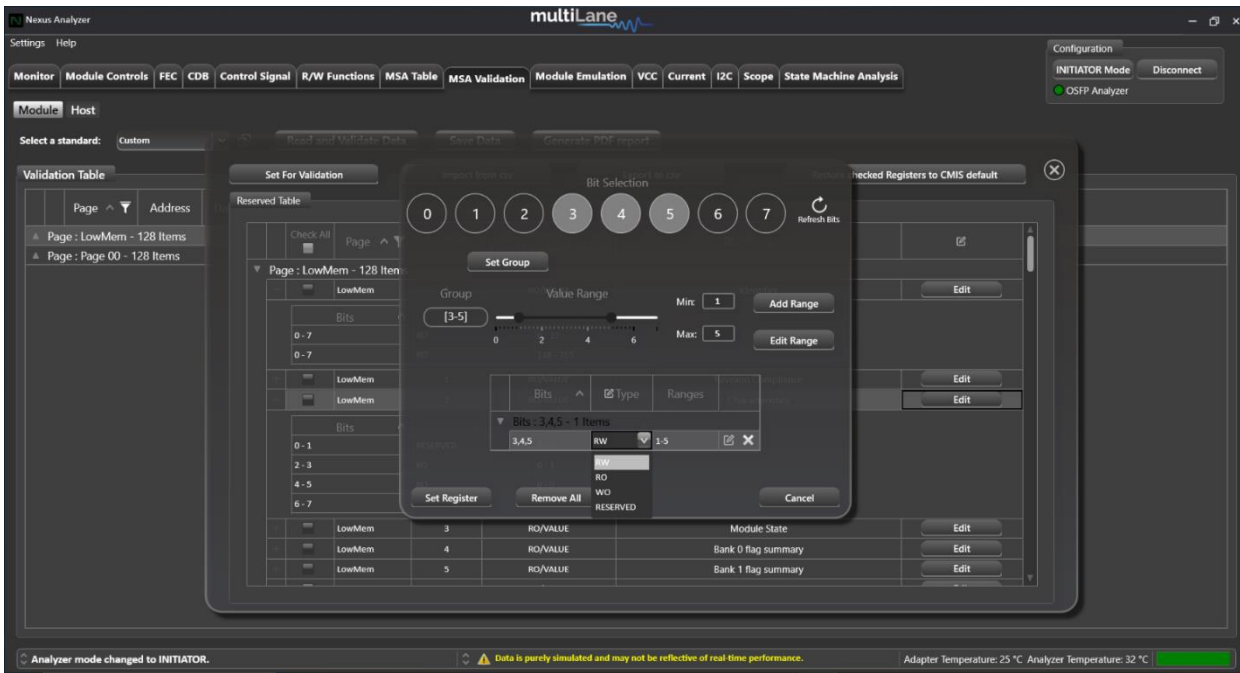 Nexus Analyzer
multiLane
Settings Help
Configuration
INITIATOR Mode Disconnect
OSFP Analyzer
Monitor Module Controls FEC CDB Control Signal R/W Functions MSA Table MSA Validation Module Emulation VCC Current I2C Scope State Machine Analysis
Module Host
Select a standard: Custom Read and Validate Data Save Data Generate PDF report
Validation Table
Page Address
Page : LowMem - 128 Items
Page : Page 00 - 128 Items
Set For Validation hecked Registers to CMIS default
Reserved Table
Check All Page
Page : LowMem - 128 Item
LowMem Edit
Bits
0 - 7
0 - 7
LowMem Edit
LowMem Edit
Bits
0 - 1 RESERVED
2 - 3
4 - 5
6 - 7
LowMem 3 RO/VALUE Module State Edit
LowMem 4 RO/VALUE Bank 0 flag summary Edit
LowMem 5 RO/VALUE Bank 1 flag summary Edit
Bit Selection
0 1 2 3 4 5 6 7 Refresh Bits
Set Group
Group Value Range Min: 1 Add Range
[3-5] 0 2 4 6 Max: 5 Edit Range
Bits Type Ranges
Bits : 3,4,5 - 1 Items
3,4,5 RW 1-5
RW
RO
WO
RESERVED
Set Register Remove All Cancel
Analyzer mode changed to INITIATOR. Data is purely simulated and may not be reflective of real-time performance. Adapter Temperature: 25 °C Analyzer Temperature: 32 °C